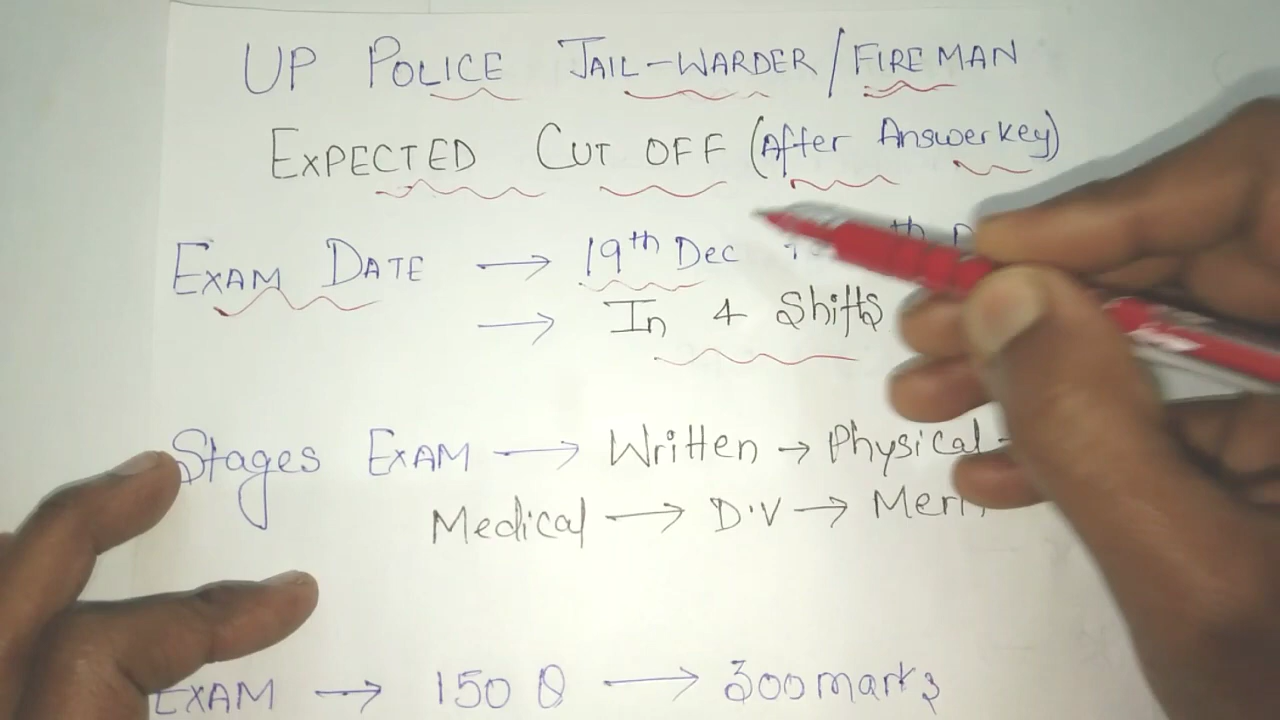 UP POLICE JAIL-WARDER/FIREMAN
EXPECTED CUT OFF (After Answerkey)
EXAM DATE → 19th Dec
→ In 4 Shifts
Stages EXAM → Written → Physical →
Medical → D.V → Merit
EXAM → 150 Q → 300 marks